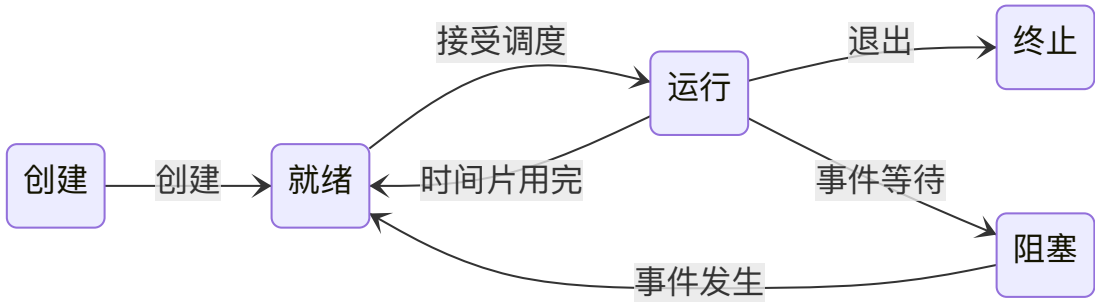 接受调度
退出
终止
运行
创建
创建
就绪
时间片用完
事件等待
阻塞
事件发生